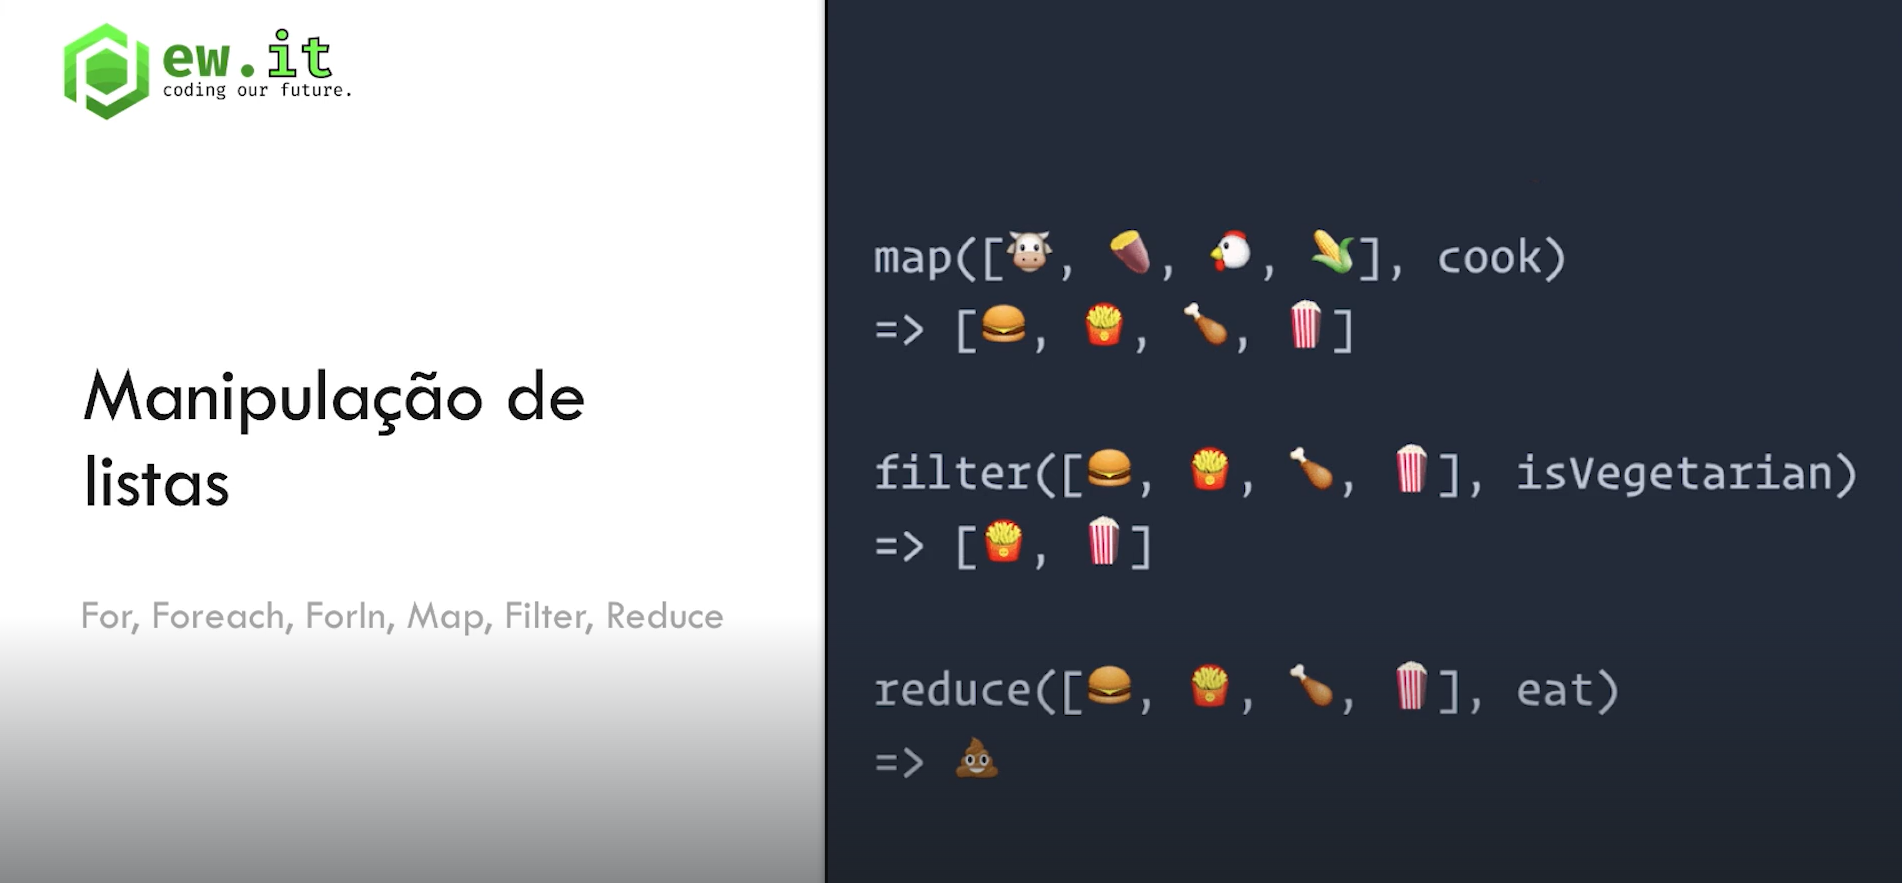 ew.it
coding our future.
Manipulação de
listas
For, Foreach, ForIn, Map, Filter, Reduce
map([🐮, 🍠, 🐔, 🌽], cook)
=> [🍔, 🍟, 🍗, 🍿]
filter([🍔, 🍟, 🍗, 🍿], isVegetarian)
=> [🍟, 🍿]
reduce([🍔, 🍟, 🍗, 🍿], eat)
=> 💩